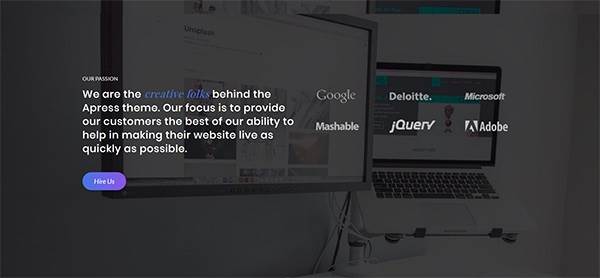 Unsplash
OUR PASSION
We are the creative folks behind the
Apress theme. Our focus is to provide
our customers the best of our ability to
help in making their website live as
quickly as possible.
Hire Us
Google Deloitte. Microsoft
Mashable jQuery Adobe